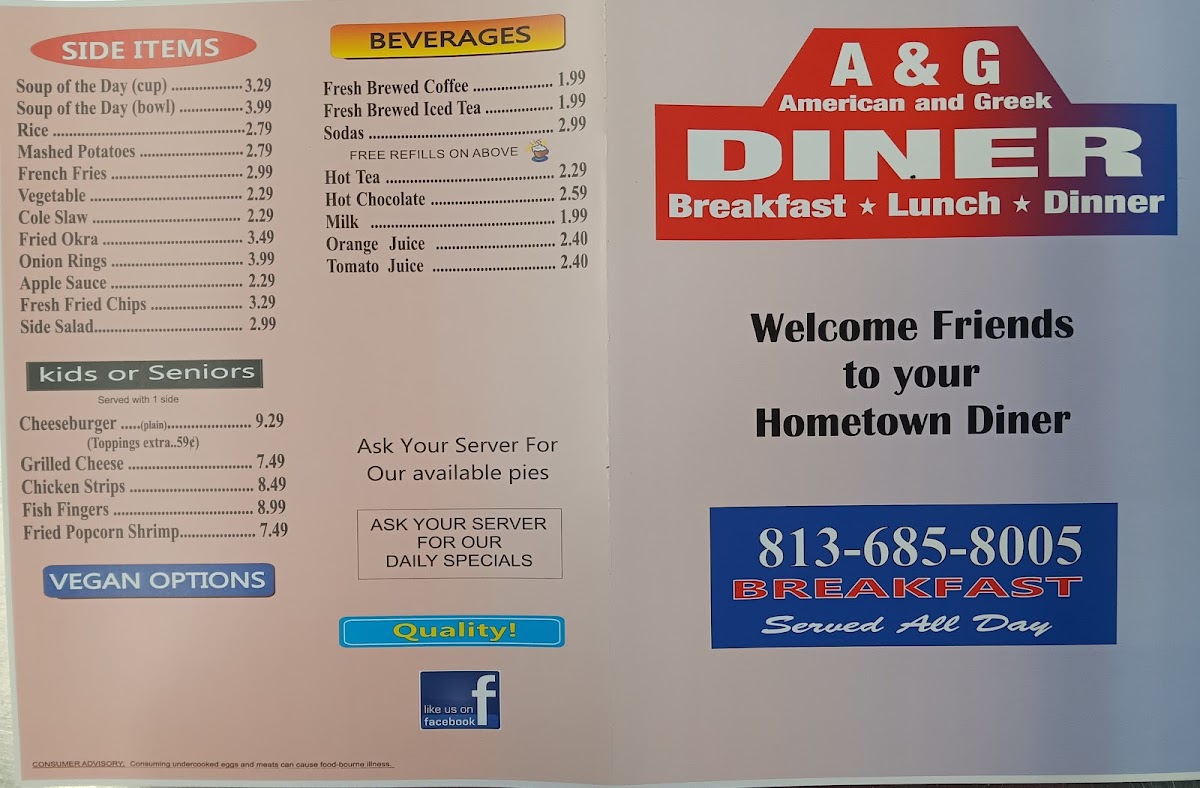 SIDE ITEMS
Soup of the Day (cup) .................. 3.29
Soup of the Day (bowl) ................. 3.99
Rice ................................................ 2.79
Mashed Potatoes .......................... 2.79
French Fries .................................. 2.99
Vegetable ...................................... 2.29
Cole Slaw ...................................... 2.29
Fried Okra ................................... 3.49
Onion Rings ................................. 3.99
Apple Sauce ................................. 2.29
Fresh Fried Chips ....................... 3.29
Side Salad..................................... 2.99
kids or Seniors
Served with 1 side
Cheeseburger .....(plain)..................... 9.29
(Toppings extra..59¢)
Grilled Cheese ............................... 7.49
Chicken Strips ............................... 8.49
Fish Fingers ................................... 8.99
Fried Popcorn Shrimp................... 7.49
VEGAN OPTIONS
CONSUMER ADVISORY: Consuming undercooked eggs and meats can cause food-bourne illness.
BEVERAGES
Fresh Brewed Coffee .................... 1.99
Fresh Brewed Iced Tea ................. 1.99
Sodas .............................................. 2.99
FREE REFILLS ON ABOVE
Hot Tea .......................................... 2.29
Hot Chocolate ............................... 2.59
Milk ............................................... 1.99
Orange Juice ............................. 2.40
Tomato Juice ............................. 2.40
Ask Your Server For
Our available pies
ASK YOUR SERVER
FOR OUR
DAILY SPECIALS
Quality!
like us on
facebook
f
A & G
American and Greek
DINER
Breakfast ★ Lunch ★ Dinner
Welcome Friends
to your
Hometown Diner
813-685-8005
BREAKFAST
Served All Day